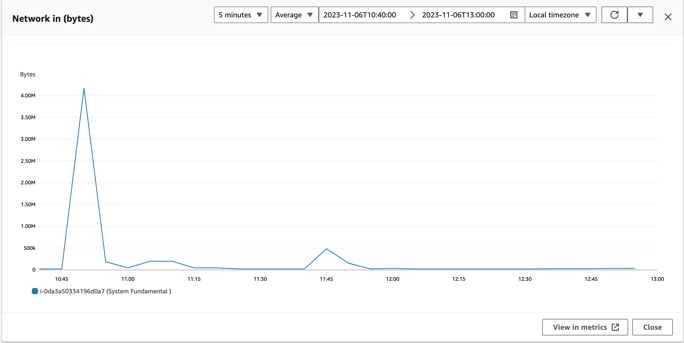 Network in (bytes)
5 minutes
Average
2023-11-06T10:40:00
2023-11-06T13:00:00
Local timezone
Bytes
4.00M
3.50M
3.00M
2.50M
2.00M
1.50M
1.00M
500k
0
10:45 11:00 11:15 11:30 11:45 12:00 12:15 12:30 12:45 13:00
i-0da3a50334196d0a7 (System Fundamental )
View in metrics
Close